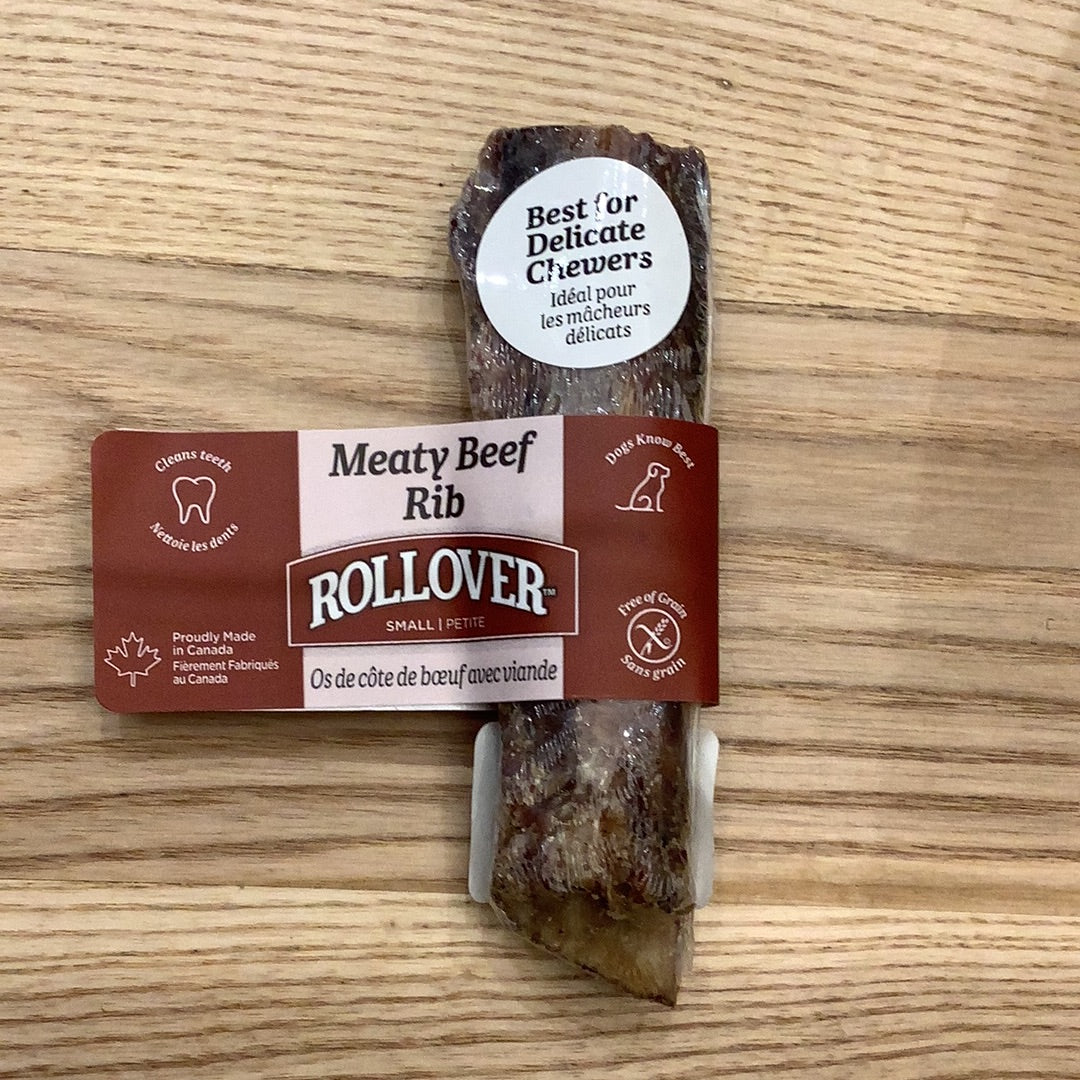 Best for
Delicate
Chewers
Idéal pour
les mâcheurs
délicats
Cleans teeth
Nettoie les dents
Meaty Beef
Rib
Dogs Know Best
ROLLOVER™
SMALL | PETITE
Os de côte de bœuf avec viande
Proudly Made
in Canada
Fièrement Fabriqués
au Canada
Free of Grain
Sans grain